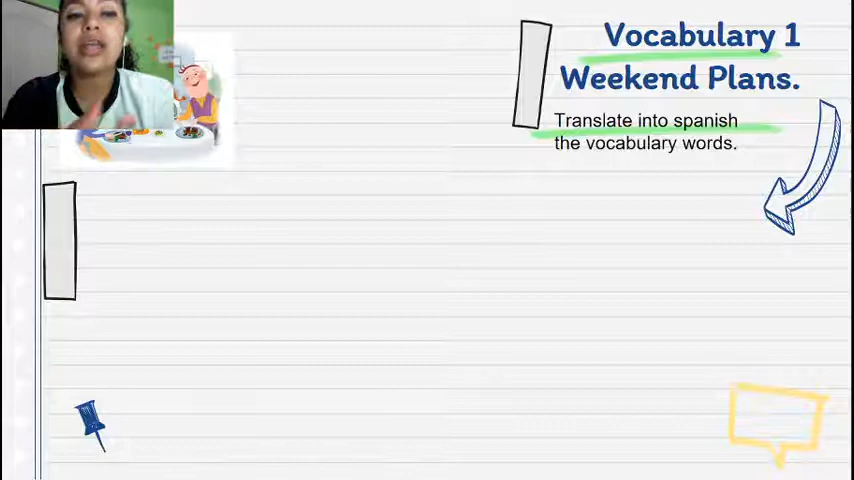 Vocabulary 1
Weekend Plans.
Translate into spanish
the vocabulary words.